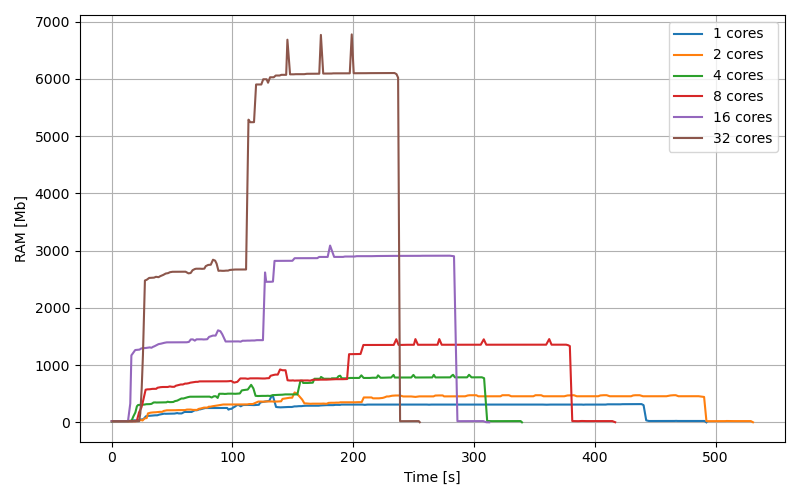 7000
6000
5000
4000
3000
2000
1000
0
RAM [Mb]
0 100 200 300 400 500
Time [s]
1 cores
2 cores
4 cores
8 cores
16 cores
32 cores